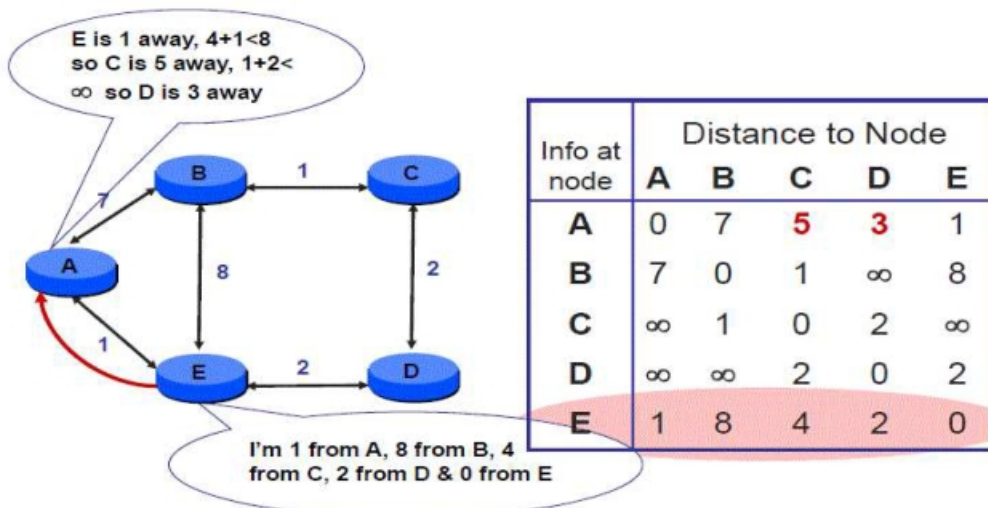 E is 1 away, 4+1<8
so C is 5 away, 1+2<
∞ so D is 3 away
B
1
C
7
A
8
2
1
E
2
D
I'm 1 from A, 8 from B, 4
from C, 2 from D & 0 from E
Info at
node
Distance to Node
A B C D E
A 0 7 5 3 1
B 7 0 1 ∞ 8
C ∞ 1 0 2 ∞
D ∞ ∞ 2 0 2
E 1 8 4 2 0